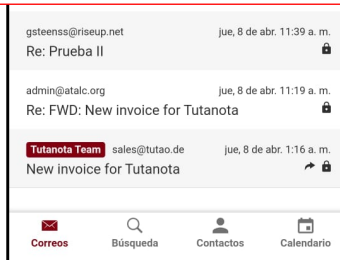 gsteenss@riseup.net jue, 8 de abr. 11:39 a. m.
Re: Prueba II
admin@atalc.org jue, 8 de abr. 11:19 a. m.
Re: FWD: New invoice for Tutanota
Tutanota Team sales@tutao.de jue, 8 de abr. 1:16 a. m.
New invoice for Tutanota
Correos Búsqueda Contactos Calendario